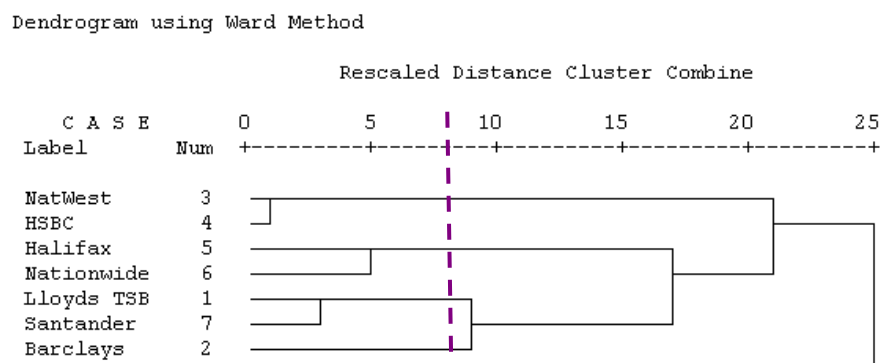 Dendrogram using Ward Method
Rescaled Distance Cluster Combine
C A S E 0 5 10 15 20 25
Label Num +---------+---------+---------+---------+---------+
NatWest 3
HSBC 4
Halifax 5
Nationwide 6
Lloyds TSB 1
Santander 7
Barclays 2